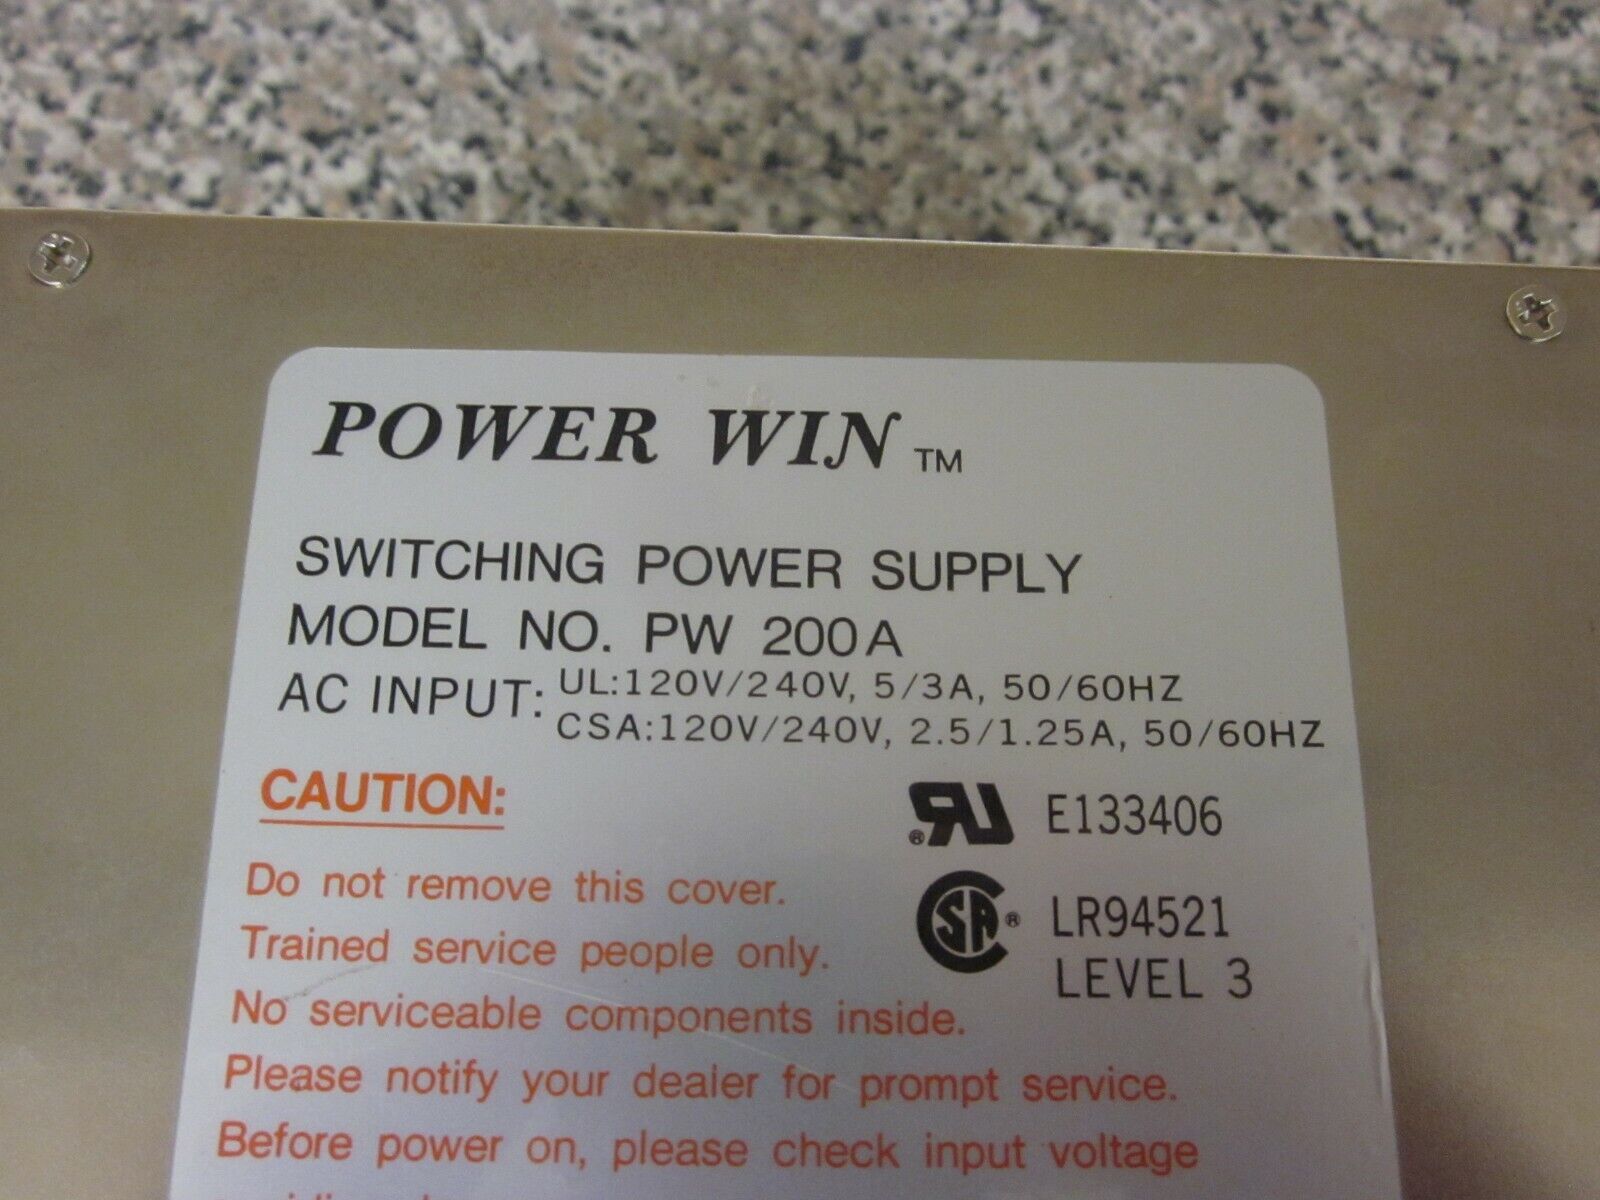 POWER WIN TM
SWITCHING POWER SUPPLY
MODEL NO. PW 200A
AC INPUT: UL:120V/240V, 5/3A, 50/60HZ
CSA:120V/240V, 2.5/1.25A, 50/60HZ
CAUTION:
Do not remove this cover.
Trained service people only.
No serviceable components inside.
Please notify your dealer for prompt service.
Before power on, please check input voltage
RU® E133406
CSA® LR94521
LEVEL 3